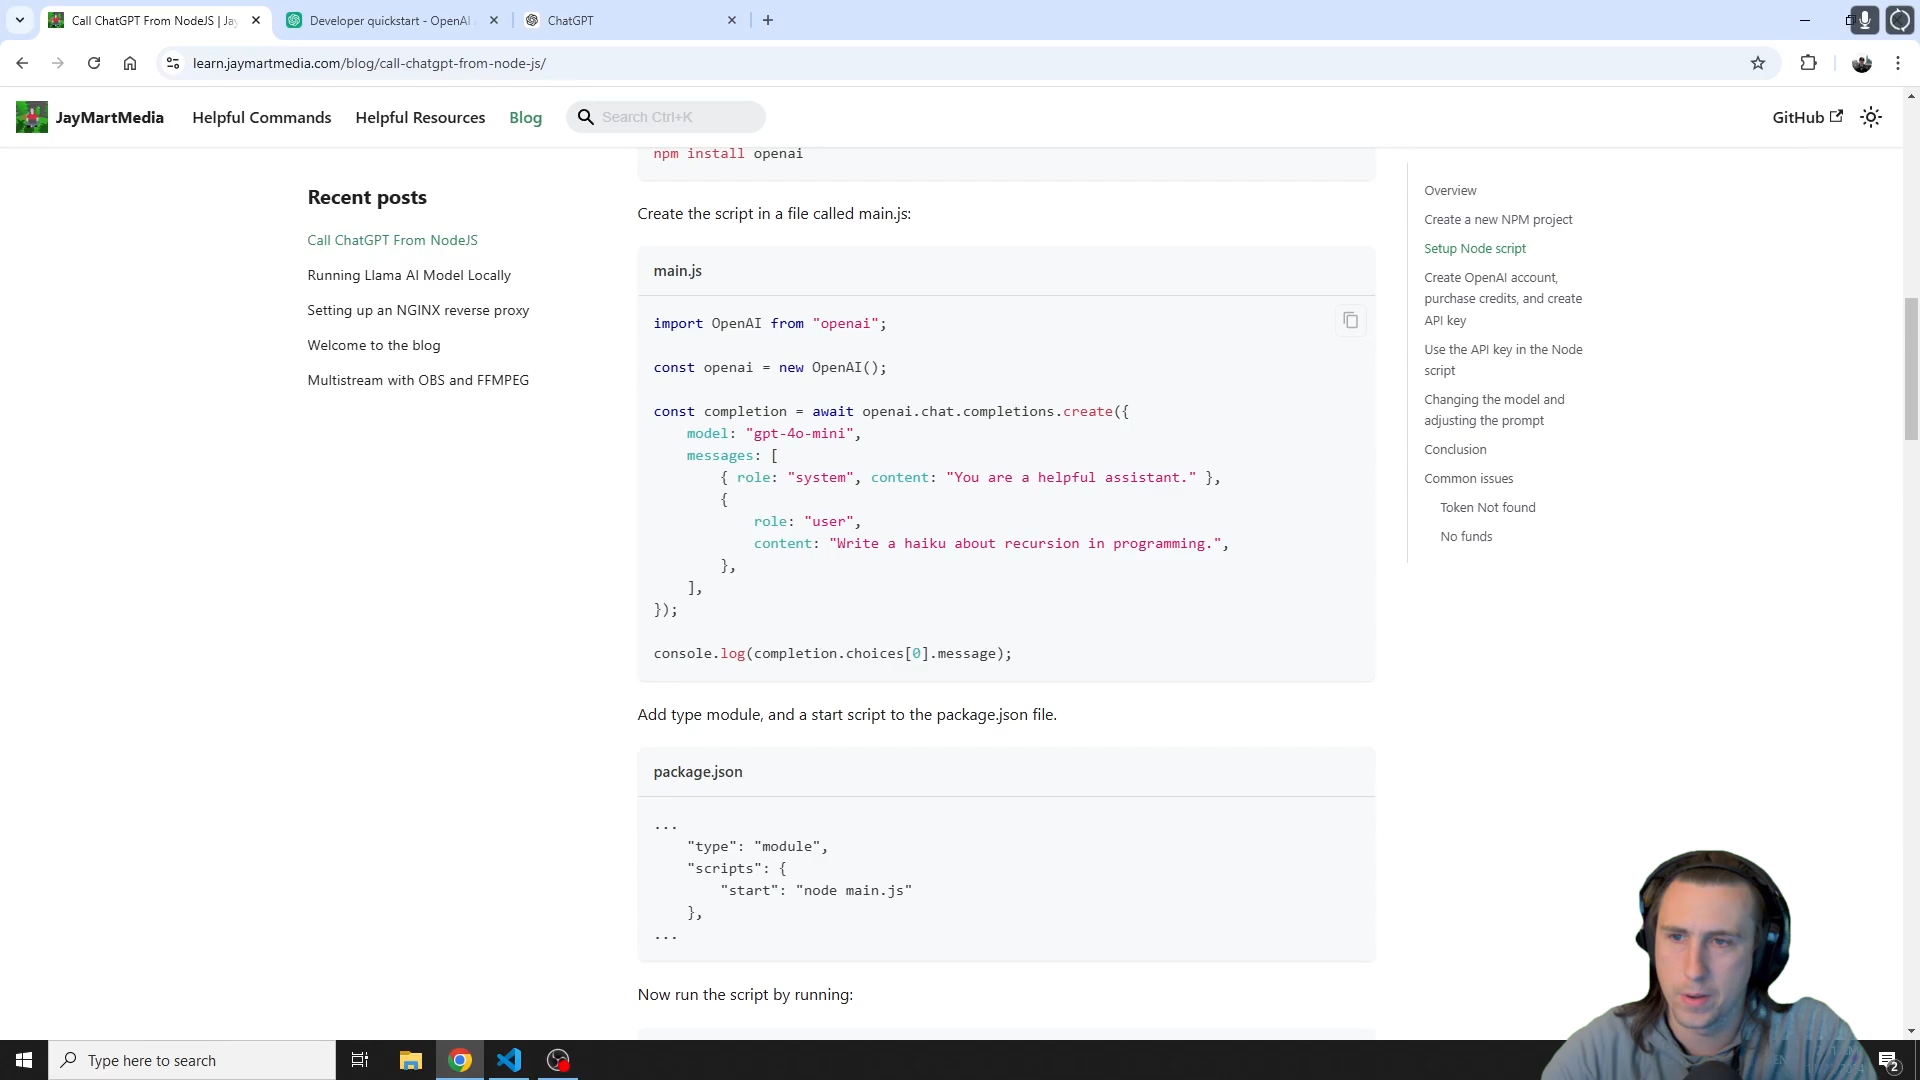 Call ChatGPT From NodeJS | Jay
Developer quickstart - OpenAI
ChatGPT
learn.jaymartmedia.com/blog/call-chatgpt-from-node-js/
JayMartMedia
Helpful Commands
Helpful Resources
Blog
Search Ctrl+K
GitHub
Recent posts
Call ChatGPT From NodeJS
Running Llama AI Model Locally
Setting up an NGINX reverse proxy
Welcome to the blog
Multistream with OBS and FFMPEG
npm install openai
Create the script in a file called main.js:
main.js
import OpenAI from "openai";
const openai = new OpenAI();
const completion = await openai.chat.completions.create({
model: "gpt-4o-mini",
messages: [
{ role: "system", content: "You are a helpful assistant." },
{
role: "user",
content: "Write a haiku about recursion in programming.",
},
],
});
console.log(completion.choices[0].message);
Add type module, and a start script to the package.json file.
package.json
...
"type": "module",
"scripts": {
"start": "node main.js"
},
...
Now run the script by running:
Overview
Create a new NPM project
Setup Node script
Create OpenAI account,
purchase credits, and create
API key
Use the API key in the Node
script
Changing the model and
adjusting the prompt
Conclusion
Common issues
Token Not found
No funds
Type here to search
2